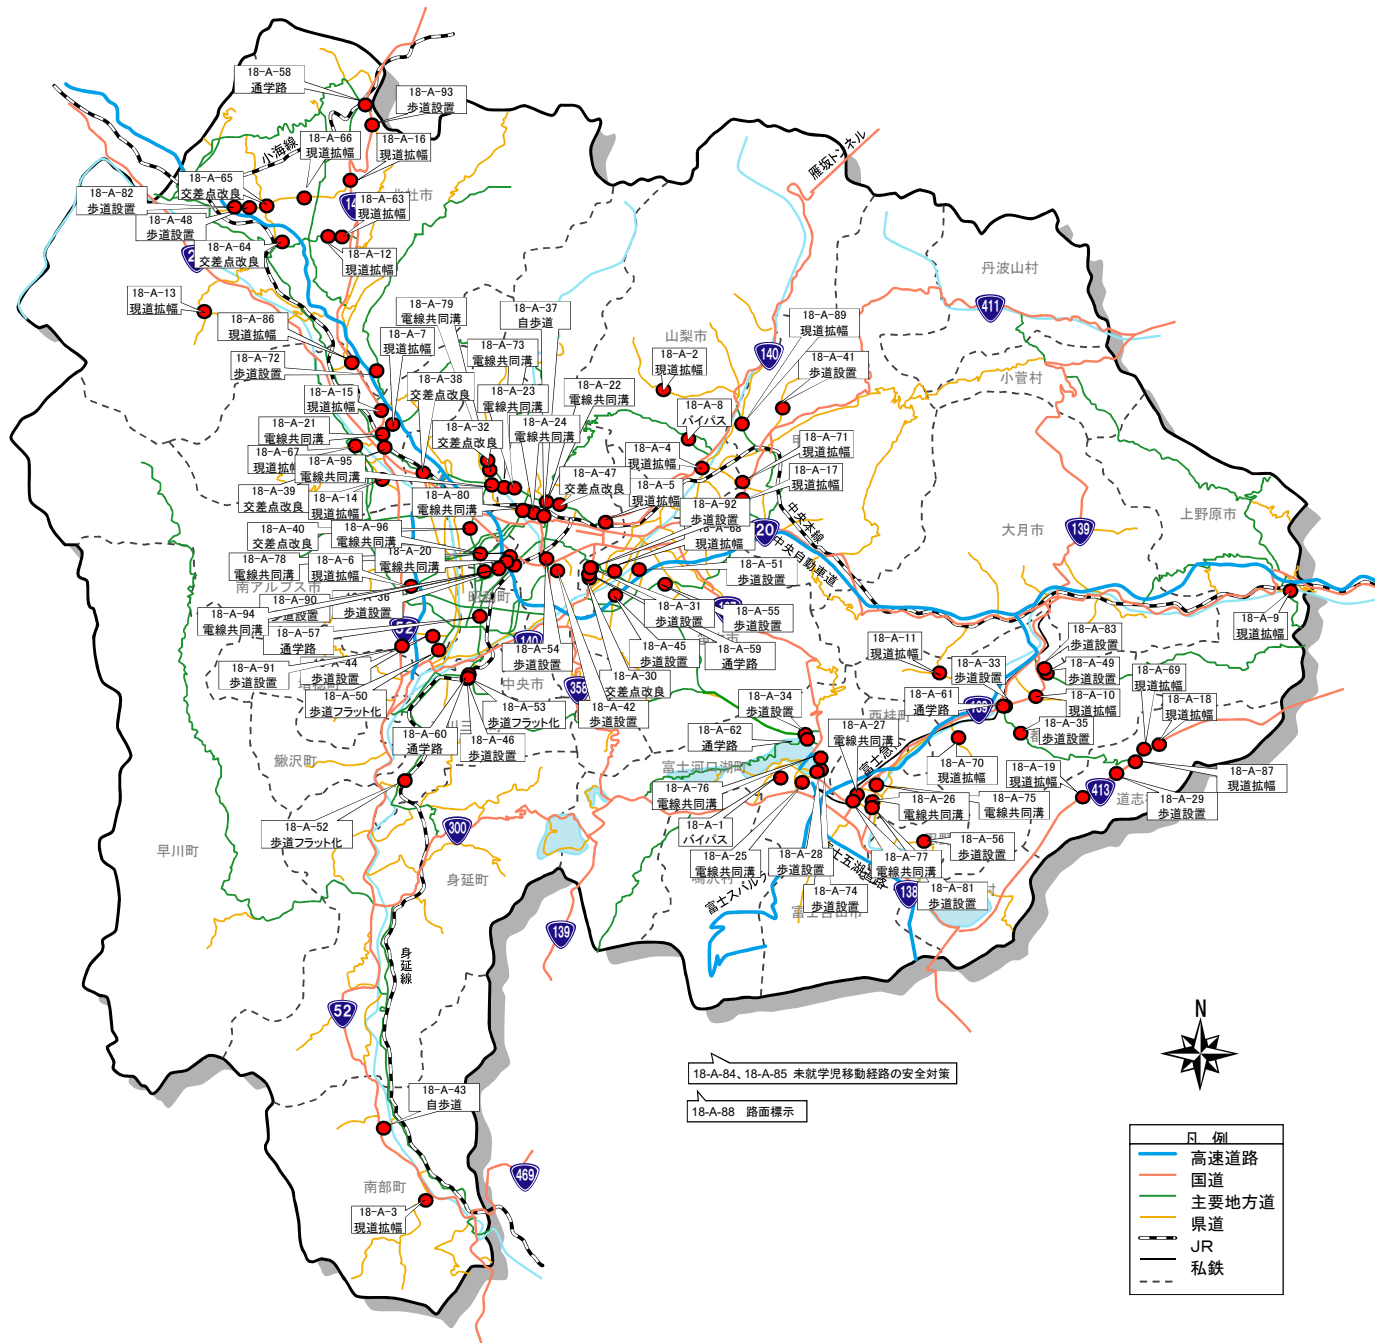 18-A-58
通学路
18-A-93
歩道設置
18-A-66
現道拡幅
18-A-16
現道拡幅
小海線
雁坂トンネル
18-A-65
交差点改良
18-A-82
歩道設置
18-A-63
現道拡幅
18-A-48
歩道設置
18-A-64
交差点改良
18-A-12
現道拡幅
丹波山村
18-A-13
現道拡幅
18-A-79
電線共同溝
18-A-37
自歩道
18-A-89
現道拡幅
411
18-A-86
現道拡幅
18-A-7
現道拡幅
18-A-73
電線共同溝
山梨市
18-A-2
現道拡幅
140
18-A-41
歩道設置
小菅村
18-A-72
歩道設置
18-A-38
交差点改良
18-A-23
電線共同溝
18-A-22
電線共同溝
18-A-15
現道拡幅
18-A-8
バイパス
18-A-21
電線共同溝
18-A-32
交差点改良
18-A-24
電線共同溝
18-A-71
現道拡幅
18-A-67
18-A-95
電線共同溝
18-A-4
現道拡幅
18-A-47
交差点改良
18-A-17
現道拡幅
18-A-39
交差点改良
18-A-14
現道拡幅
18-A-80
電線共同溝
18-A-5
現道拡幅
18-A-92
歩道設置
中央本線
上野原市
大月市
139
20
18-A-40
交差点改良
18-A-96
電線共同溝
18-A-68
現道拡幅
中央自動車道
18-A-78
電線共同溝
18-A-6
現道拡幅
18-A-20
電線共同溝
18-A-51
歩道設置
南アルプス市
18-A-94
電線共同溝
18-A-90
歩道設置
歩道設置
18-A-31
歩道設置
18-A-55
歩道設置
18-A-9
現道拡幅
18-A-57
通学路
52
140
18-A-54
歩道設置
18-A-45
歩道設置
18-A-59
通学路
18-A-11
現道拡幅
18-A-83
歩道設置
18-A-91
歩道設置
歩道設置
中央市
358
18-A-30
交差点改良
18-A-33
歩道設置
18-A-49
歩道設置
18-A-69
現道拡幅
18-A-50
歩道フラット化
18-A-53
歩道フラット化
18-A-42
歩道設置
18-A-34
歩道設置
18-A-61
通学路
18-A-10
現道拡幅
18-A-18
現道拡幅
西桂町
18-A-60
通学路
18-A-46
歩道設置
18-A-62
通学路
18-A-27
電線共同溝
18-A-35
歩道設置
鰍沢町
富士河口湖町
18-A-70
現道拡幅
18-A-19
現道拡幅
18-A-87
現道拡幅
18-A-76
電線共同溝
413
18-A-29
歩道設置
18-A-26
電線共同溝
18-A-75
電線共同溝
18-A-52
歩道フラット化
300
18-A-1
バイパス
18-A-56
歩道設置
早川町
18-A-25
電線共同溝
18-A-28
歩道設置
18-A-77
電線共同溝
身延町
18-A-74
歩道設置
138
18-A-81
歩道設置
139
身延線
52
18-A-84、18-A-85 未就学児移動経路の安全対策
18-A-88 路面標示
18-A-43
自歩道
469
南部町
18-A-3
現道拡幅
N
凡 例
高速道路
国道
主要地方道
県道
JR
私鉄